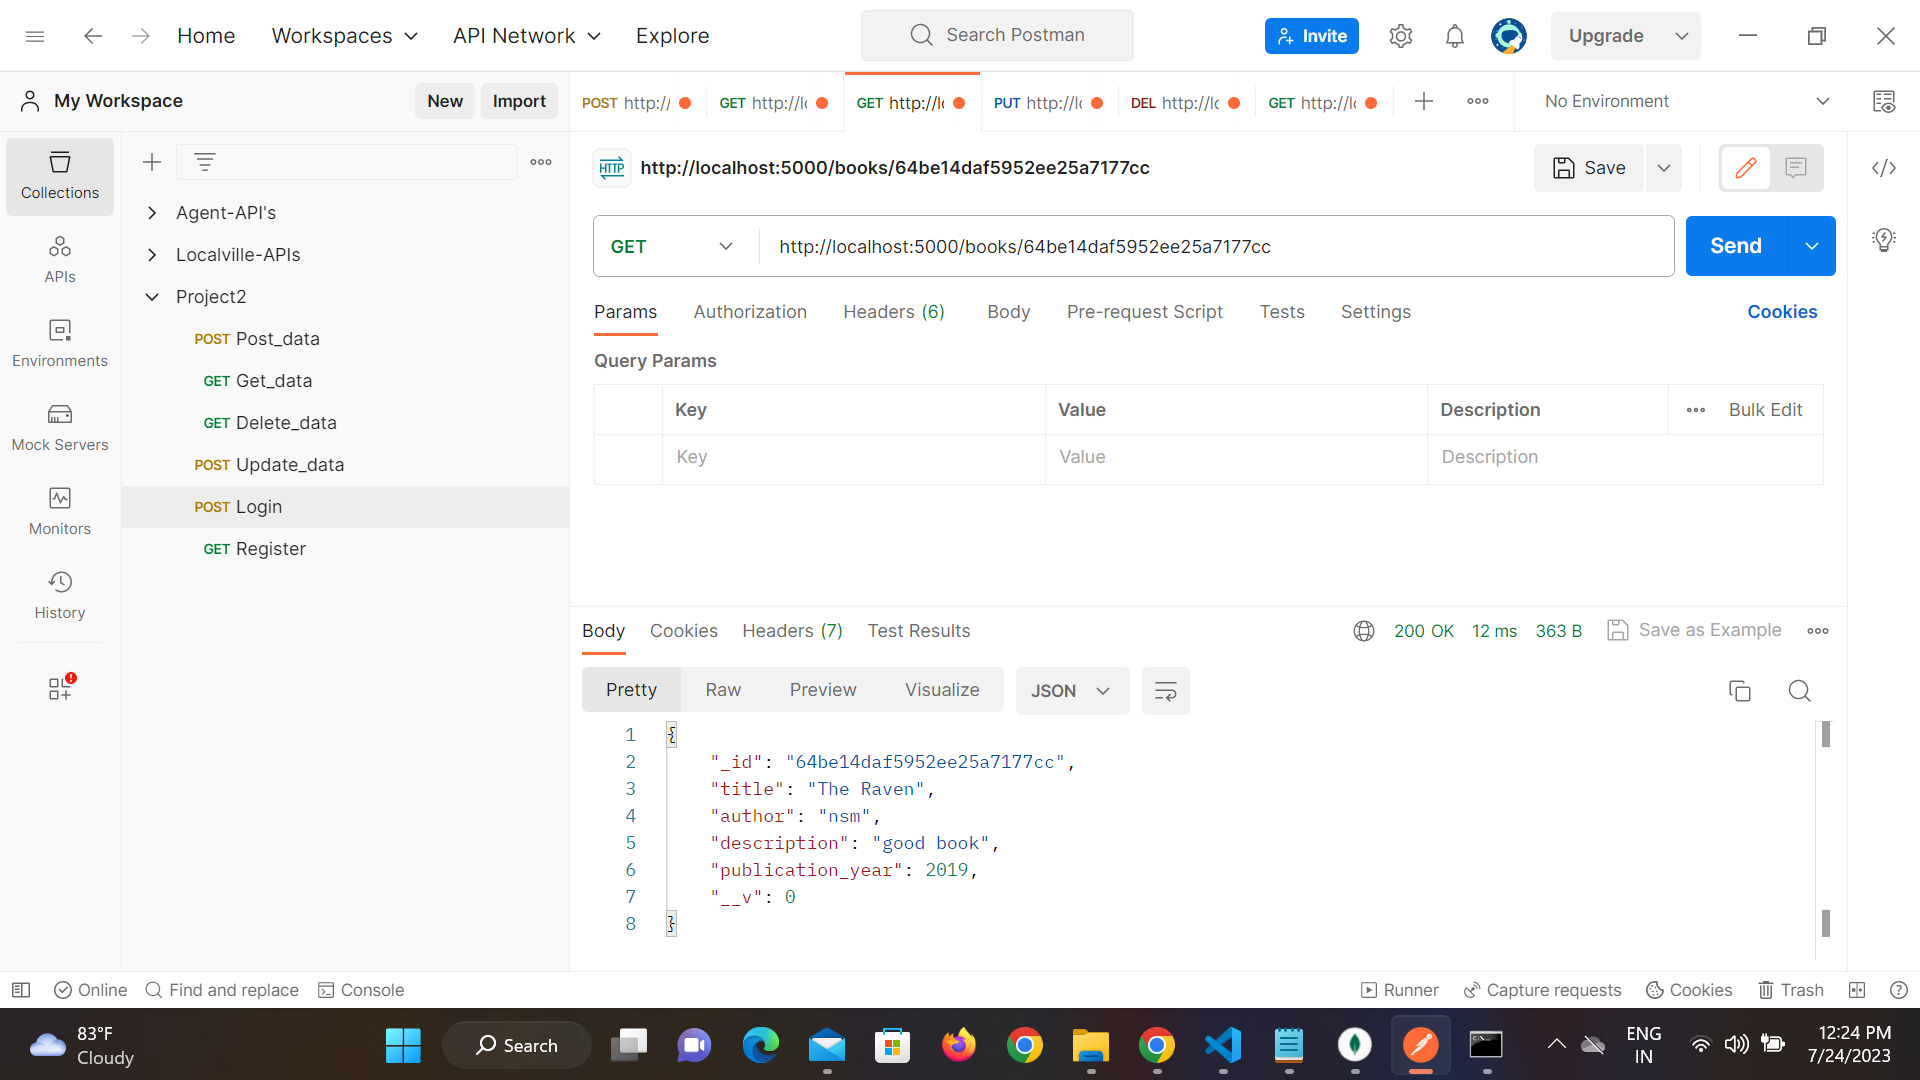 Home Workspaces API Network Explore Search Postman Invite Upgrade
My Workspace New Import
POST http:// GET http://l GET http://l PUT http://l DEL http://l GET http://l No Environment
Collections
APIs
Environments
Mock Servers
Monitors
History
Agent-API's
Localville-APIs
Project2
POST Post_data
GET Get_data
GET Delete_data
POST Update_data
POST Login
GET Register
HTTP http://localhost:5000/books/64be14daf5952ee25a7177cc Save
GET http://localhost:5000/books/64be14daf5952ee25a7177cc Send
Params Authorization Headers (6) Body Pre-request Script Tests Settings Cookies
Query Params
Key Value Description Bulk Edit
Key Value Description
Body Cookies Headers (7) Test Results 200 OK 12 ms 363 B Save as Example
Pretty Raw Preview Visualize JSON
1 {
2 "_id": "64be14daf5952ee25a7177cc",
3 "title": "The Raven",
4 "author": "nsm",
5 "description": "good book",
6 "publication_year": 2019,
7 "__v": 0
8 }
Online Find and replace Console Runner Capture requests Cookies Trash
83°F
Cloudy
Search
ENG
IN
12:24 PM
7/24/2023